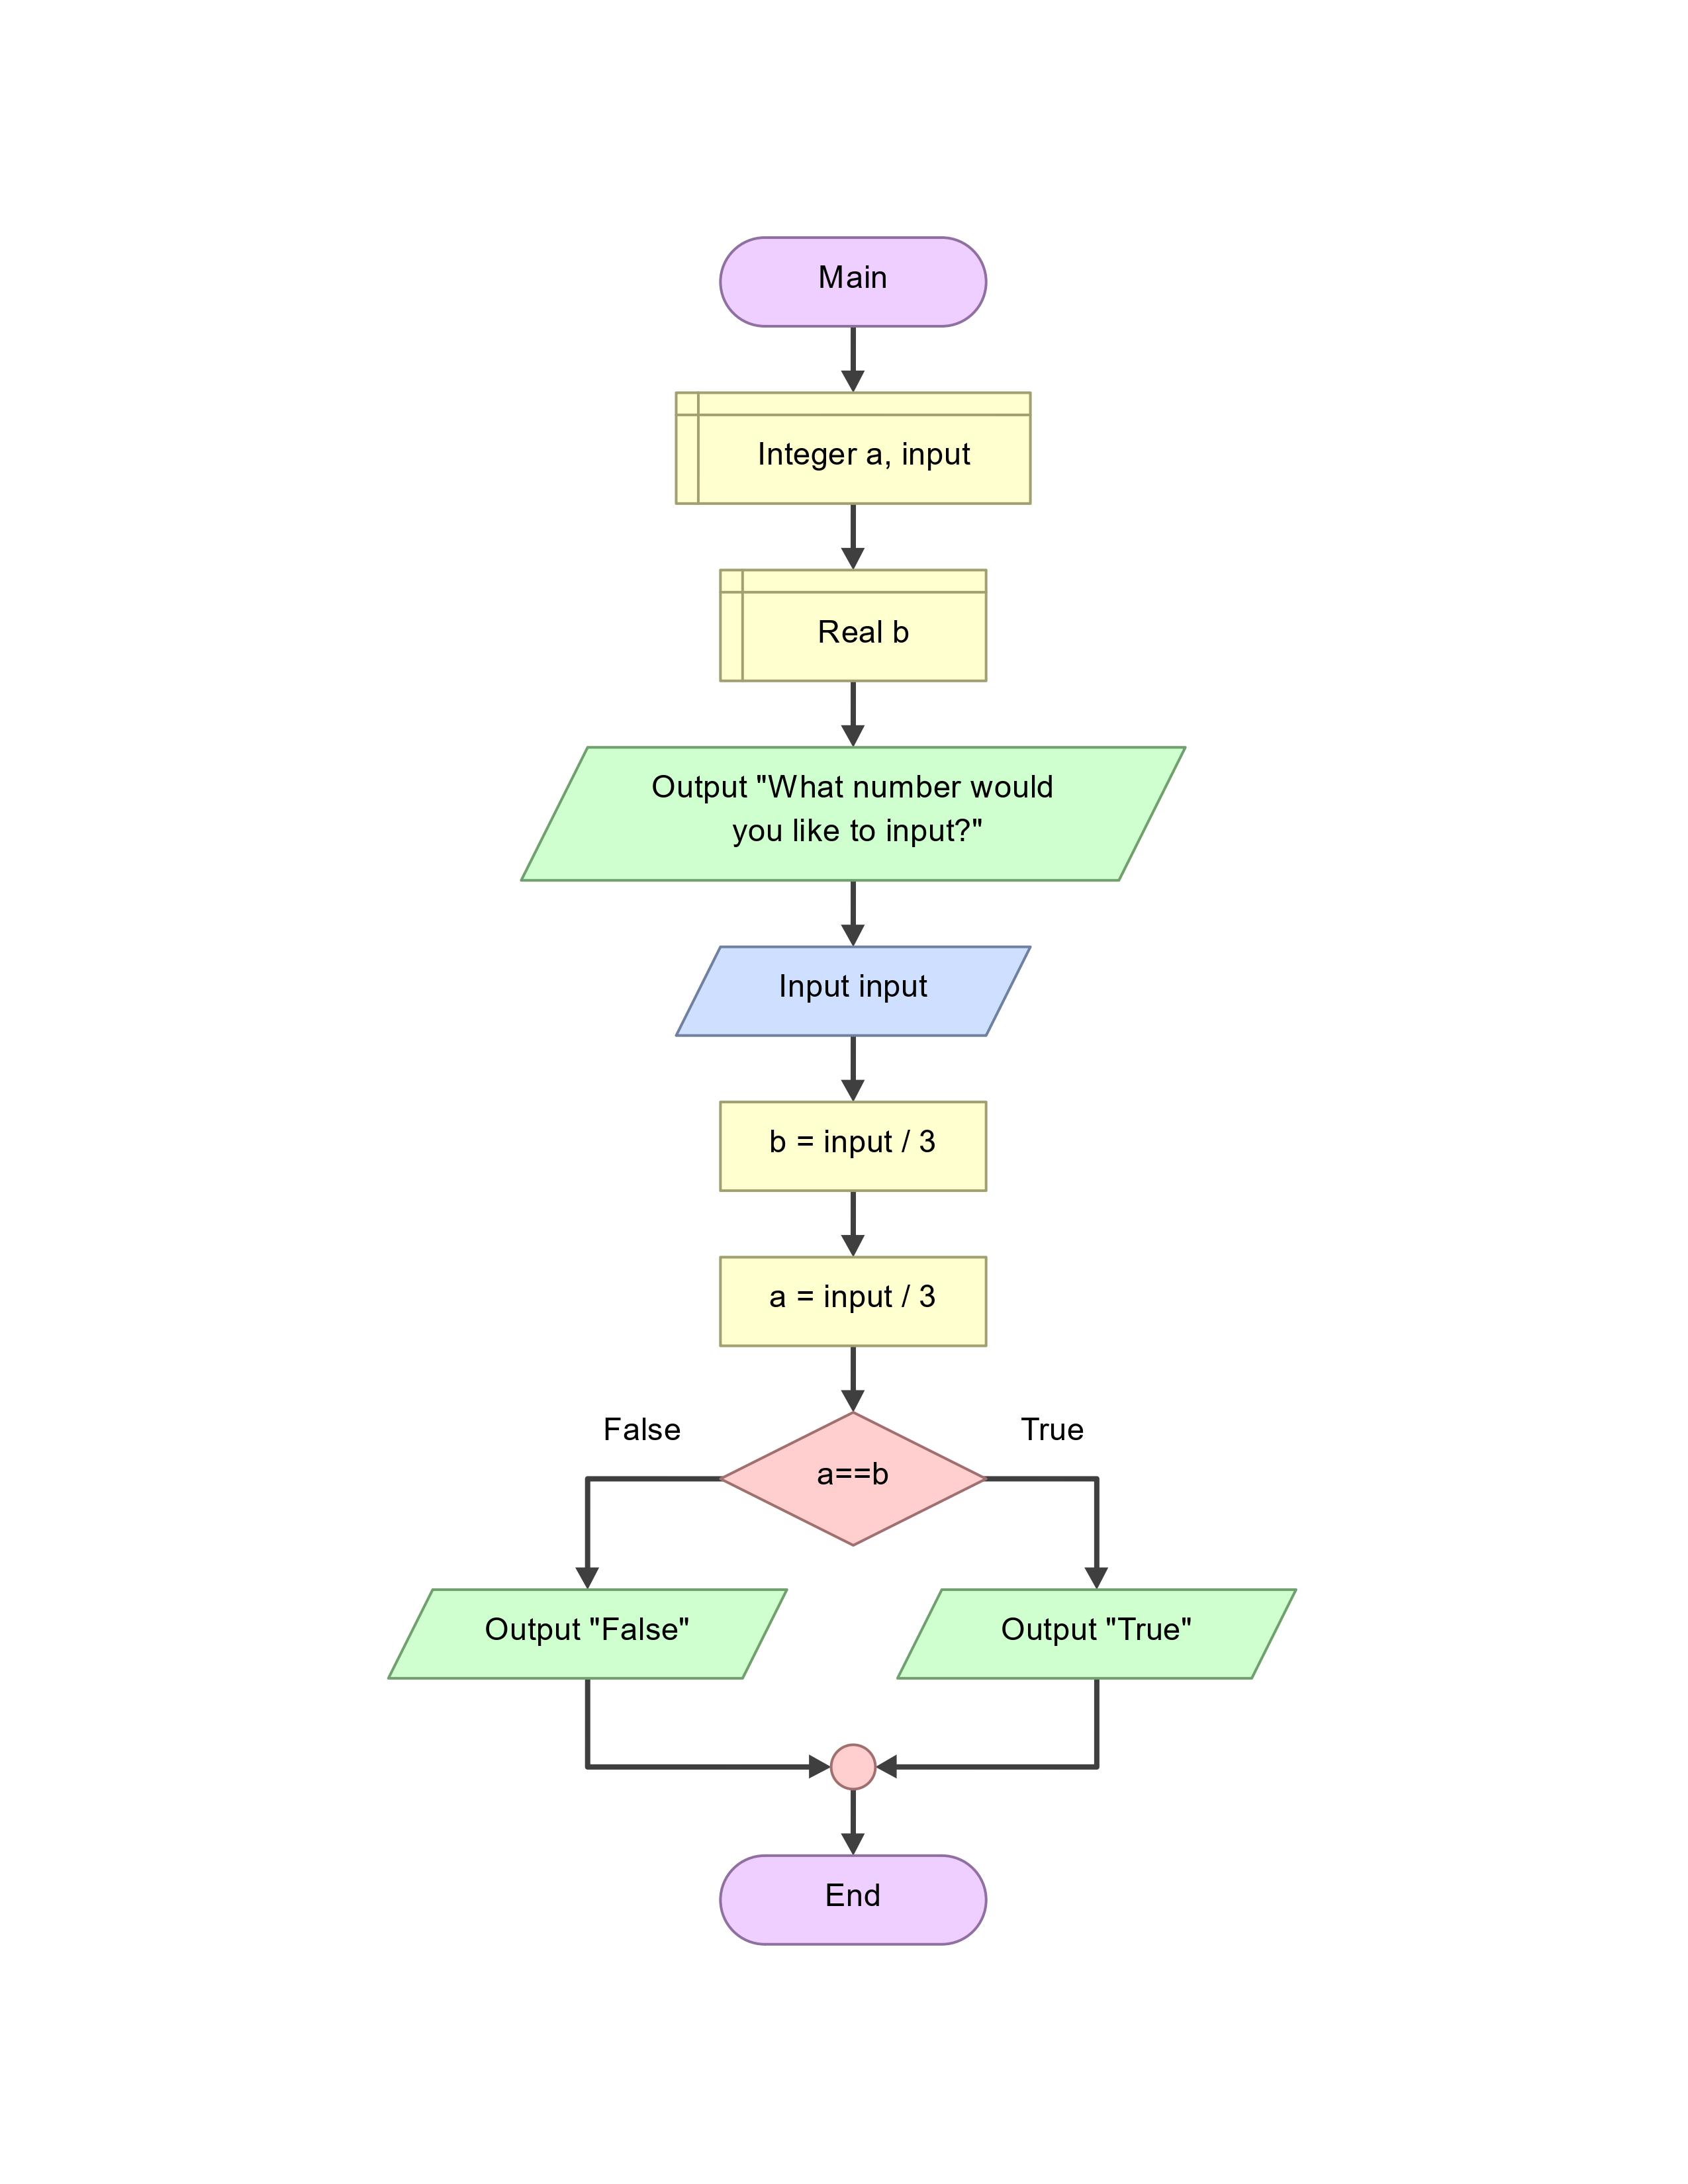 Main
Integer a, input
Real b
Output "What number would
you like to input?"
Input input
b = input / 3
a = input / 3
False
True
a==b
Output "False"
Output "True"
End